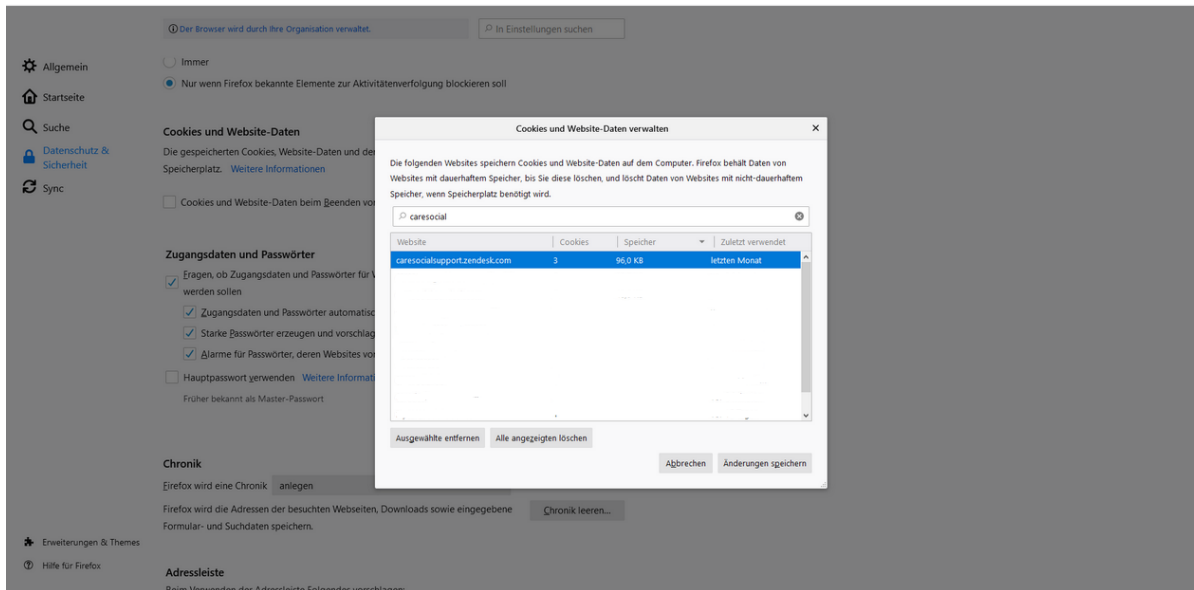 Der Browser wird durch Ihre Organisation verwaltet.
In Einstellungen suchen
Allgemein
Startseite
Suche
Datenschutz &
Sicherheit
Sync
Erweiterungen & Themes
Hilfe für Firefox
Immer
Nur wenn Firefox bekannte Elemente zur Aktivitätenverfolgung blockieren soll
Cookies und Website-Daten
Die gespeicherten Cookies, Website-Daten und der
Speicherplatz. Weitere Informationen
Cookies und Website-Daten beim Beenden vo
Zugangsdaten und Passwörter
Fragen, ob Zugangsdaten und Passwörter für
werden sollen
Zugangsdaten und Passwörter automatisc
Starke Passwörter erzeugen und vorschlag
Alarme für Passwörter, deren Websites vo
Hauptpasswort verwenden Weitere Informati
Früher bekannt als Master-Passwort
Chronik
Firefox wird eine Chronik anlegen
Firefox wird die Adressen der besuchten Webseiten, Downloads sowie eingegebene
Formular- und Suchdaten speichern.
Chronik leeren...
Adressleiste
Beim Verwenden der Adressleiste Folgendes vorschlagen:
Cookies und Website-Daten verwalten
Die folgenden Websites speichern Cookies und Website-Daten auf dem Computer. Firefox behält Daten von
Websites mit dauerhaftem Speicher, bis Sie diese löschen, und löscht Daten von Websites mit nicht-dauerhaftem
Speicher, wenn Speicherplatz benötigt wird.
caresocial
Website Cookies Speicher Zuletzt verwendet
caresocialsupport.zendesk.com 3 96,0 KB letzten Monat
Ausgewählte entfernen Alle angezeigten löschen
Abbrechen Änderungen speichern